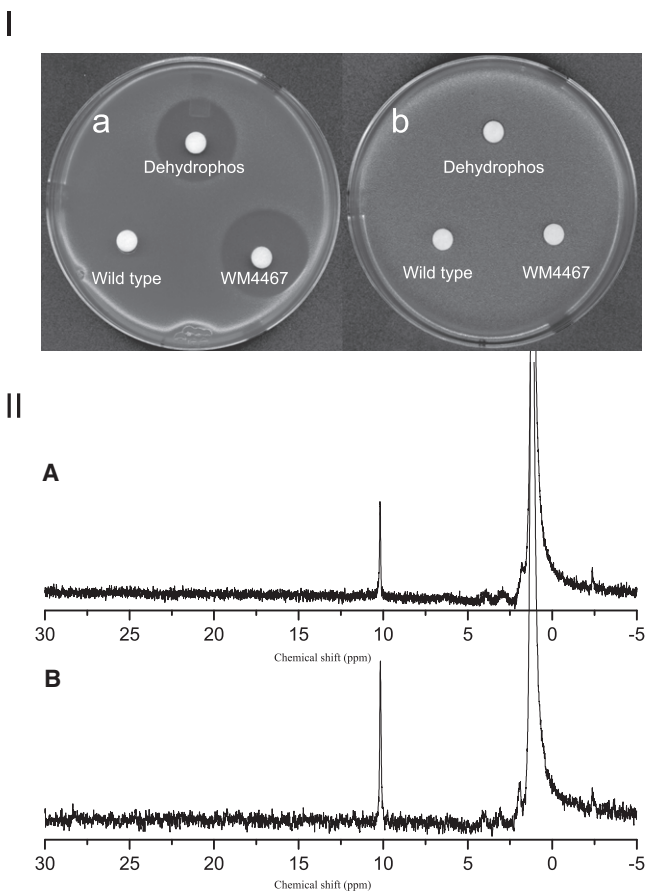 I
a
b
Dehydrophos
Dehydrophos
Wild type
WM4467
Wild type
WM4467
II
A
30 25 20 15 10 5 0 -5
Chemical shift (ppm)
B
30 25 20 15 10 5 0 -5
Chemical shift (ppm)